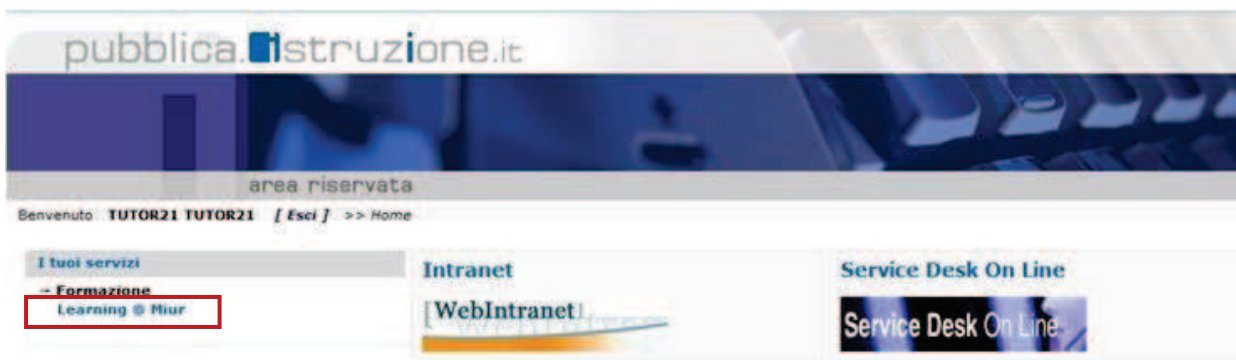 pubblica.istruzione.it
area riservata
Benvenuto TUTOR21 TUTOR21 [ Esci ] >> Home
I tuoi servizi
– Formazione
Learning @ Miur
Intranet
[WebIntranet]
Service Desk On Line
Service Desk On Line